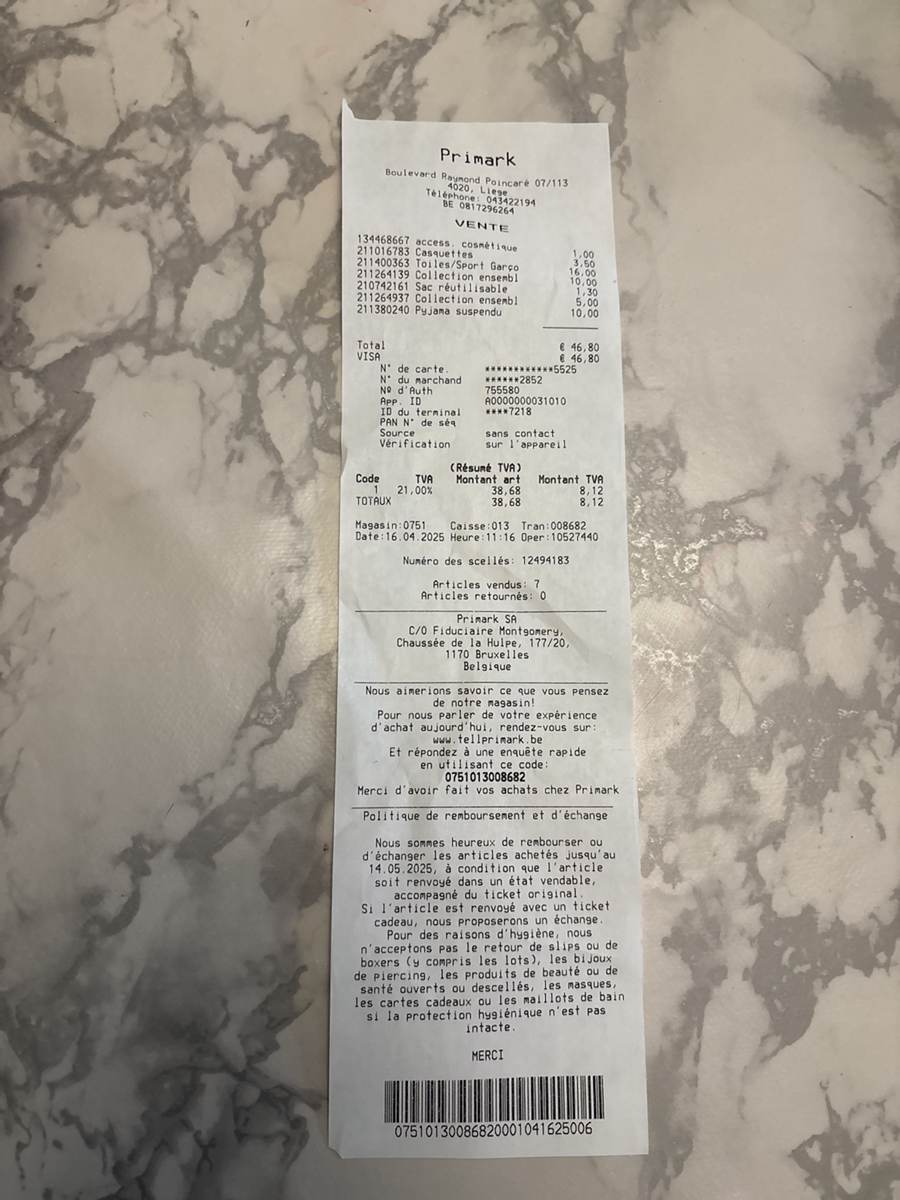 Primark
Boulevard Raymond Poincaré 07/113
4020, Liege
Téléphone: 043422194
BE 0817296264
VENTE
134468667 access. cosmétique 1,00
211016783 Casquettes 3,50
211400363 Toiles/Sport Garço 16,00
211264139 Collection ensembl 10,00
210742161 Sac réutilisable 1,30
211264937 Collection ensembl 5,00
211380240 Pyjama suspendu 10,00
Total € 46,80
VISA € 46,80
N° de carte. ************5525
N° du marchand ******2852
Nº d'Auth 755580
App. ID A0000000031010
ID du terminal ****7218
PAN N° de séq
Source sans contact
Vérification sur l'appareil
(Résumé TVA)
Code TVA Montant art Montant TVA
1 21,00% 38,68 8,12
TOTAUX 38,68 8,12
Magasin:0751 Caisse:013 Tran:008682
Date:16.04.2025 Heure:11:16 Oper:10527440
Numéro des scellés: 12494183
Articles vendus: 7
Articles retournés: 0
Primark SA
C/O Fiduciaire Montgomery,
Chaussée de la Hulpe, 177/20,
1170 Bruxelles
Belgique
Nous aimerions savoir ce que vous pensez
de notre magasin!
Pour nous parler de votre expérience
d'achat aujourd'hui, rendez-vous sur:
www.tellprimark.be
Et répondez à une enquête rapide
en utilisant ce code:
0751013008682
Merci d'avoir fait vos achats chez Primark
Politique de remboursement et d'échange
Nous sommes heureux de rembourser ou
d'échanger les articles achetés jusqu'au
14.05.2025, à condition que l'article
soit renvoyé dans un état vendable,
accompagné du ticket original.
Si l'article est renvoyé avec un ticket
cadeau, nous proposerons un échange.
Pour des raisons d'hygiène, nous
n'acceptons pas le retour de slips ou de
boxers (y compris les lots), les bijoux
de piercing, les produits de beauté ou de
santé ouverts ou descellés, les masques,
les cartes cadeaux ou les maillots de bain
si la protection hygiénique n'est pas
intacte.
MERCI
07510130086820001041625006